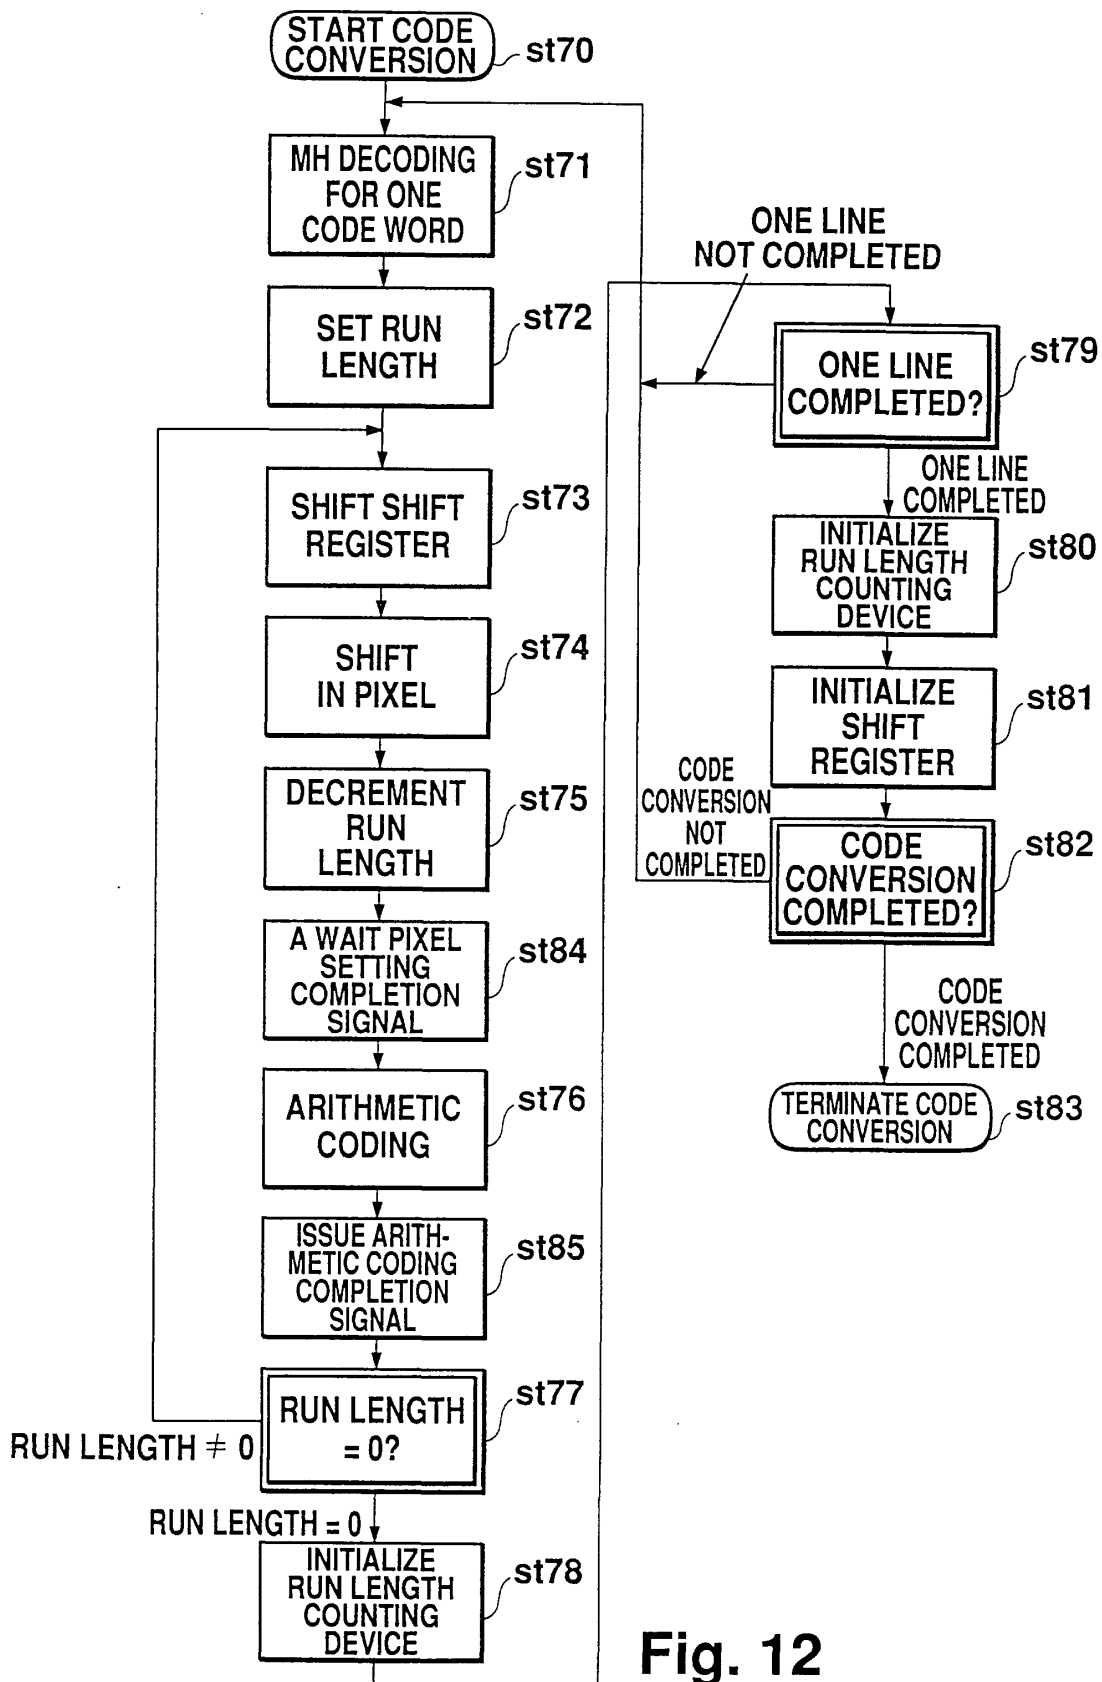 START CODE
CONVERSION
st70
MH DECODING
FOR ONE
CODE WORD
st71
SET RUN
LENGTH
st72
SHIFT SHIFT
REGISTER
st73
SHIFT
IN PIXEL
st74
DECREMENT
RUN
LENGTH
st75
A WAIT PIXEL
SETTING
COMPLETION
SIGNAL
st84
ARITHMETIC
CODING
st76
ISSUE ARITH-
METIC CODING
COMPLETION
SIGNAL
st85
RUN LENGTH
= 0?
st77
RUN LENGTH ≠ 0
RUN LENGTH = 0
INITIALIZE
RUN LENGTH
COUNTING
DEVICE
st78
ONE LINE
NOT COMPLETED
ONE LINE
COMPLETED?
st79
ONE LINE
COMPLETED
INITIALIZE
RUN LENGTH
COUNTING
DEVICE
st80
INITIALIZE
SHIFT
REGISTER
st81
CODE
CONVERSION
NOT
COMPLETED
CODE
CONVERSION
COMPLETED?
st82
CODE
CONVERSION
COMPLETED
TERMINATE CODE
CONVERSION
st83
Fig. 12